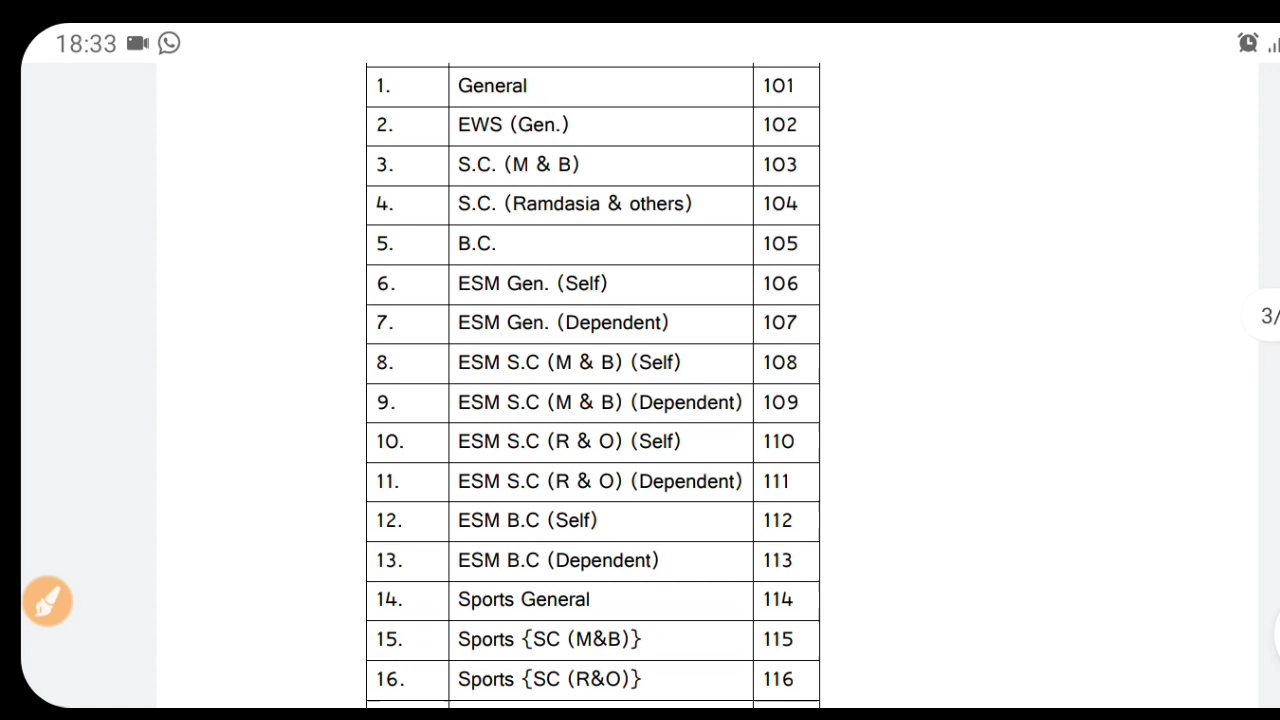 18:33
1. General 101
2. EWS (Gen.) 102
3. S.C. (M & B) 103
4. S.C. (Ramdasia & others) 104
5. B.C. 105
6. ESM Gen. (Self) 106
7. ESM Gen. (Dependent) 107
3/
8. ESM S.C (M & B) (Self) 108
9. ESM S.C (M & B) (Dependent) 109
10. ESM S.C (R & O) (Self) 110
11. ESM S.C (R & O) (Dependent) 111
12. ESM B.C (Self) 112
13. ESM B.C (Dependent) 113
14. Sports General 114
15. Sports {SC (M&B)} 115
16. Sports {SC (R&O)} 116